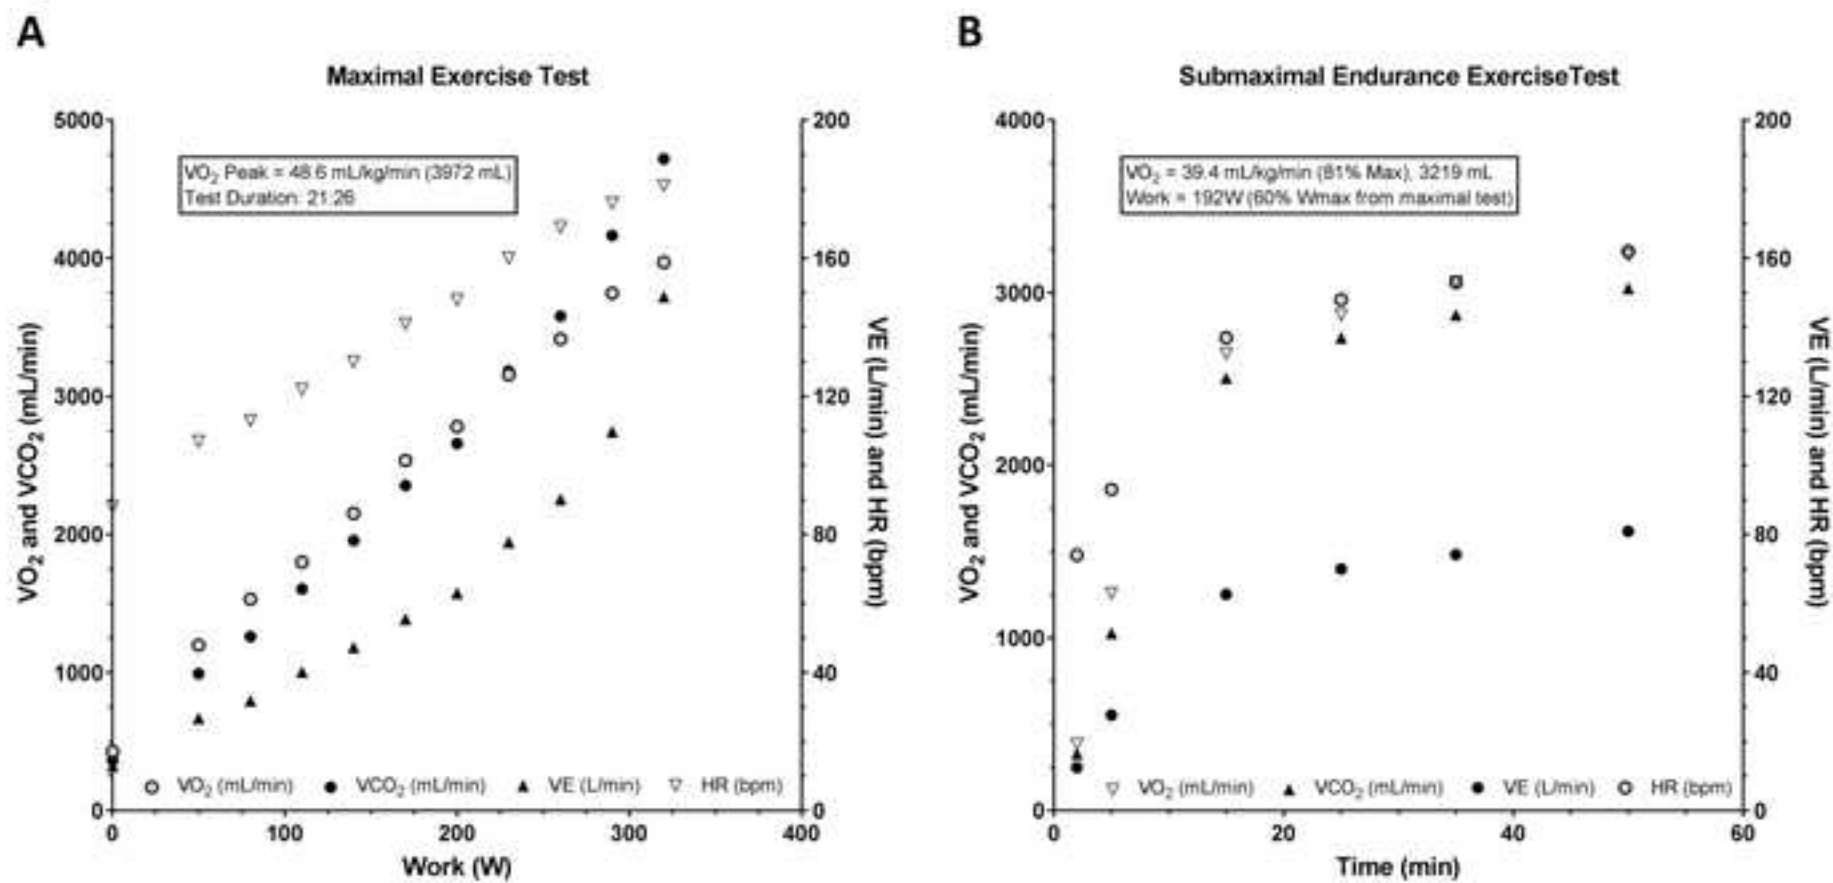 A
Maximal Exercise Test
VO2 Peak = 48.6 mL/kg/min (3972 mL)
Test Duration: 21:26
5000
4000
3000
2000
1000
0
VO2 and VCO2 (mL/min)
200
160
120
80
40
0
VE (L/min) and HR (bpm)
VO2 (mL/min) VCO2 (mL/min) VE (L/min) HR (bpm)
0 100 200 300 400
Work (W)
B
Submaximal Endurance ExerciseTest
VO2 = 39.4 mL/kg/min (81% Max), 3219 mL
Work = 192W (60% Wmax from maximal test)
4000
3000
2000
1000
0
VO2 and VCO2 (mL/min)
200
160
120
80
40
0
VE (L/min) and HR (bpm)
VO2 (mL/min) VCO2 (mL/min) VE (L/min) HR (bpm)
0 20 40 60
Time (min)